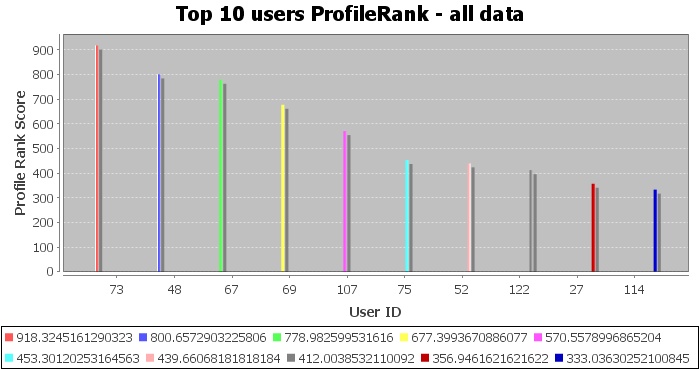 Top 10 users ProfileRank - all data
Profile Rank Score
900
800
700
600
500
400
300
200
100
0
73 48 67 69 107 75 52 122 27 114
User ID
918.3245161290323 800.6572903225806 778.982599531616 677.3993670886077 570.5578996865204
453.30120253164563 439.66068181818184 412.0038532110092 356.9461621621622 333.03630252100845